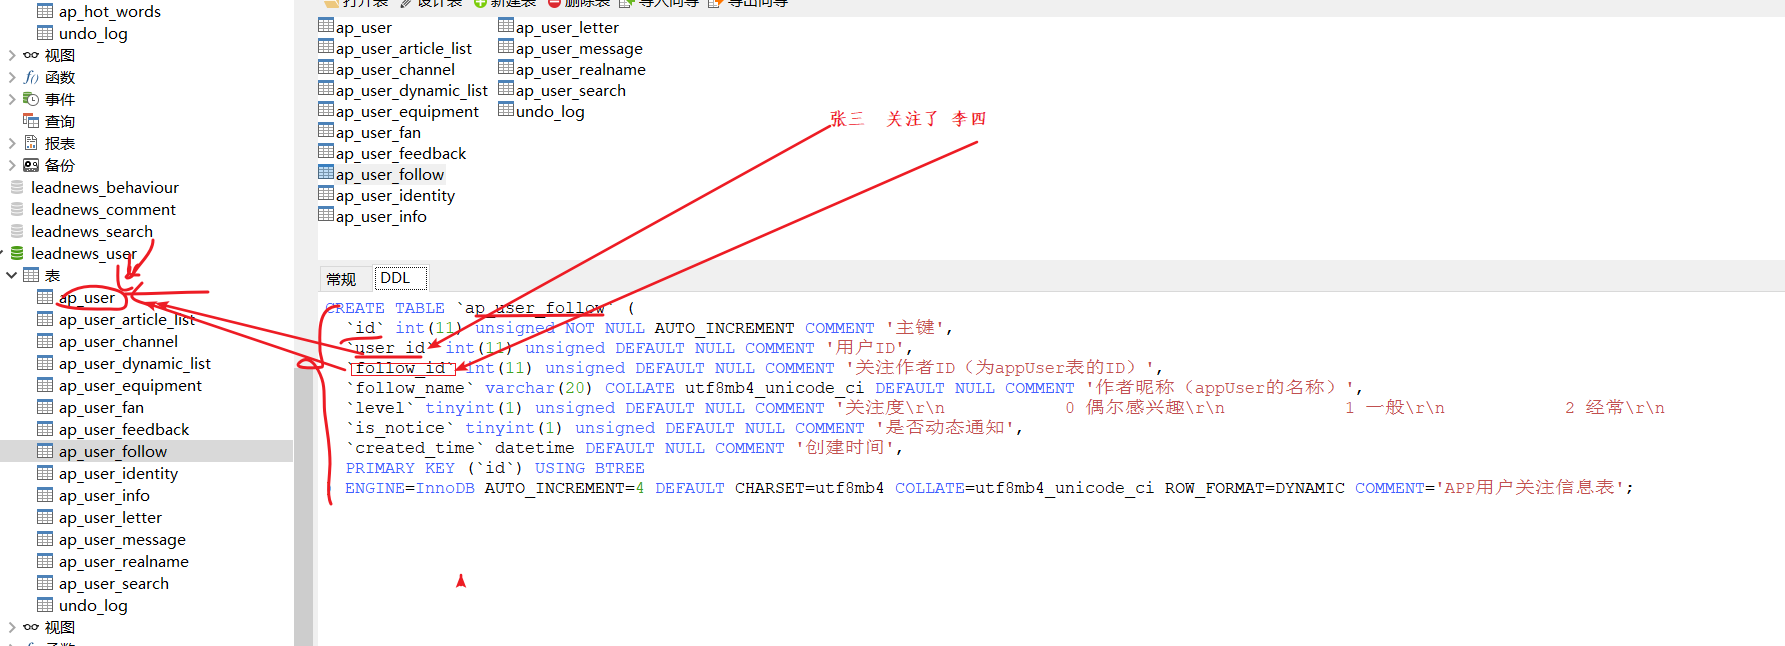 ap_hot_words
undo_log
视图
函数
事件
查询
报表
备份
leadnews_behaviour
leadnews_comment
leadnews_search
leadnews_user
表
ap_user
ap_user_article_list
ap_user_channel
ap_user_dynamic_list
ap_user_equipment
ap_user_fan
ap_user_feedback
ap_user_follow
ap_user_identity
ap_user_info
ap_user_letter
ap_user_message
ap_user_realname
ap_user_search
undo_log
视图
函数
打开表 设计表 新建表 删除表 导入向导 导出向导
ap_user
ap_user_article_list
ap_user_channel
ap_user_dynamic_list
ap_user_equipment
ap_user_fan
ap_user_feedback
ap_user_follow
ap_user_identity
ap_user_info
ap_user_letter
ap_user_message
ap_user_realname
ap_user_search
undo_log
张三 关注了 李四
常规 DDL
CREATE TABLE `ap_user_follow` (
`id` int(11) unsigned NOT NULL AUTO_INCREMENT COMMENT '主键',
`user_id` int(11) unsigned DEFAULT NULL COMMENT '用户ID',
`follow_id` int(11) unsigned DEFAULT NULL COMMENT '关注作者ID（为appUser表的ID）',
`follow_name` varchar(20) COLLATE utf8mb4_unicode_ci DEFAULT NULL COMMENT '作者昵称（appUser的名称）',
`level` tinyint(1) unsigned DEFAULT NULL COMMENT '关注度\r\n 0 偶尔感兴趣\r\n 1 一般\r\n 2 经常\r\n
`is_notice` tinyint(1) unsigned DEFAULT NULL COMMENT '是否动态通知',
`created_time` datetime DEFAULT NULL COMMENT '创建时间',
PRIMARY KEY (`id`) USING BTREE
ENGINE=InnoDB AUTO_INCREMENT=4 DEFAULT CHARSET=utf8mb4 COLLATE=utf8mb4_unicode_ci ROW_FORMAT=DYNAMIC COMMENT='APP用户关注信息表';